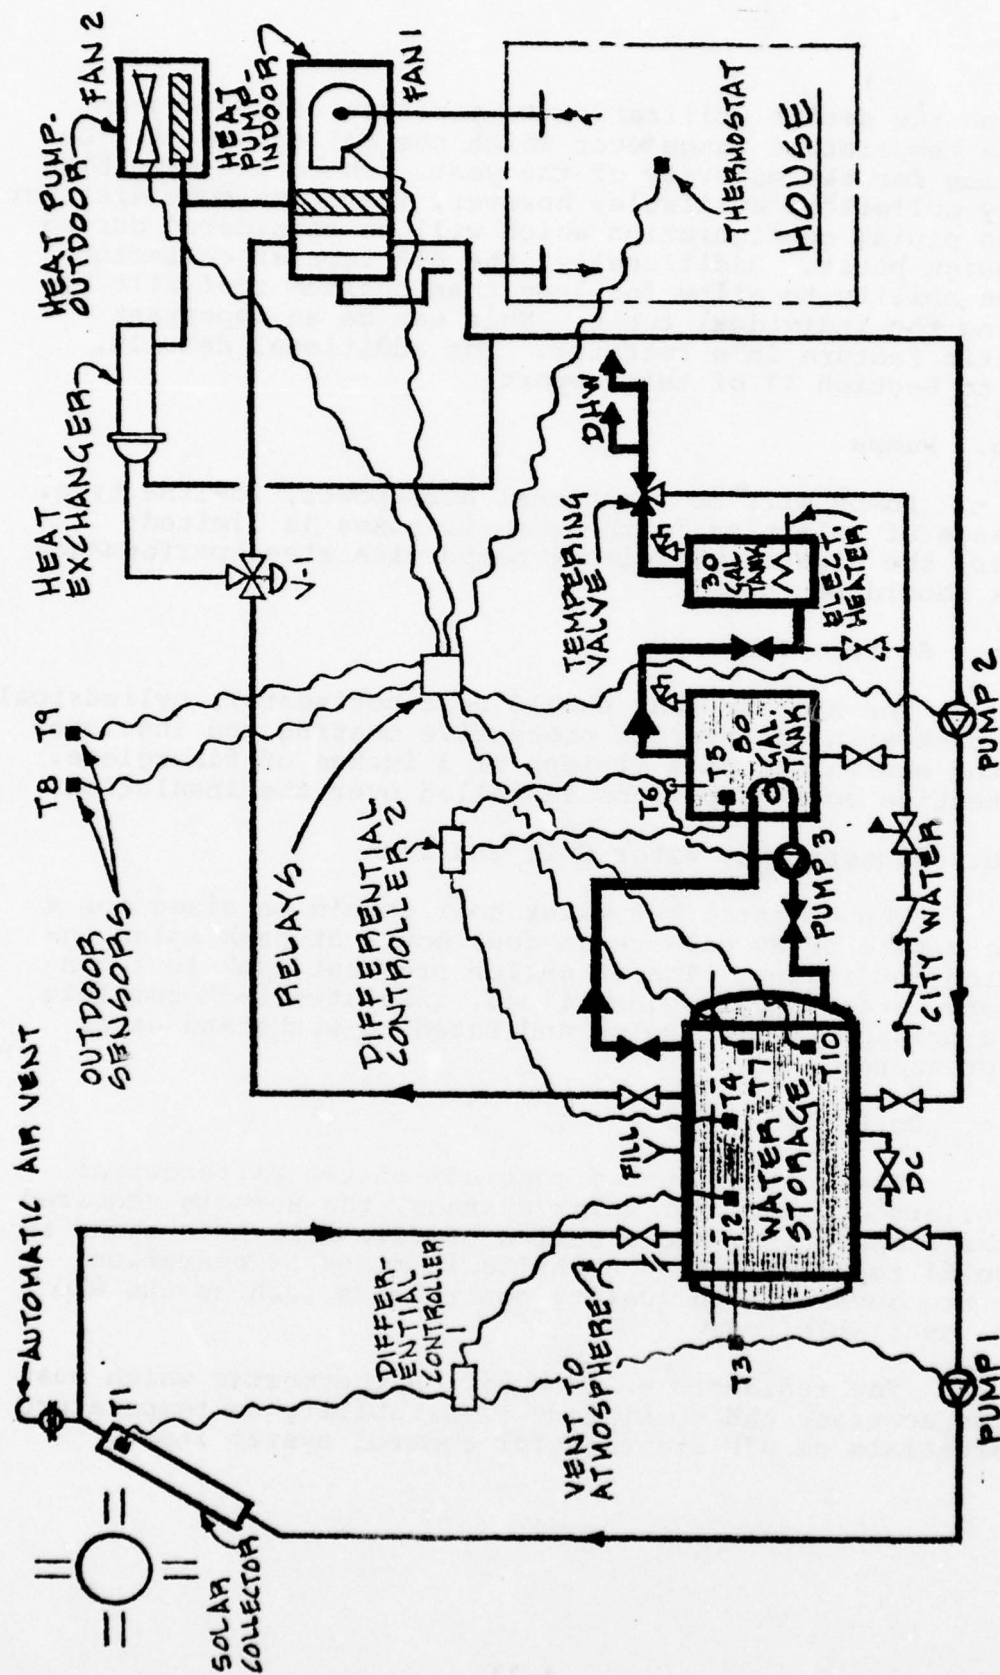 AUTOMATIC AIR VENT
T1
SOLAR
COLLECTOR
OUTDOOR
SENSORS
T8
T9
HEAT
EXCHANGER
HEAT PUMP-
OUTDOOR
FAN 2
HEAT
PUMP-
INDOOR
FAN 1
V-1
RELAYS
DIFFER-
ENTIAL
CONTROLLER
1
DIFFERENTIAL
CONTROLLER 2
VENT TO
ATMOSPHERE
FILL
T2
T4
T7
T3
WATER
STORAGE
T10
DC
PUMP 1
T6
T5
80
GAL.
TANK
PUMP 3
TEMPERING
VALVE
DHW
30
GAL
TANK
ELECT.
HEATER
CITY WATER
PUMP 2
THERMOSTAT
HOUSE